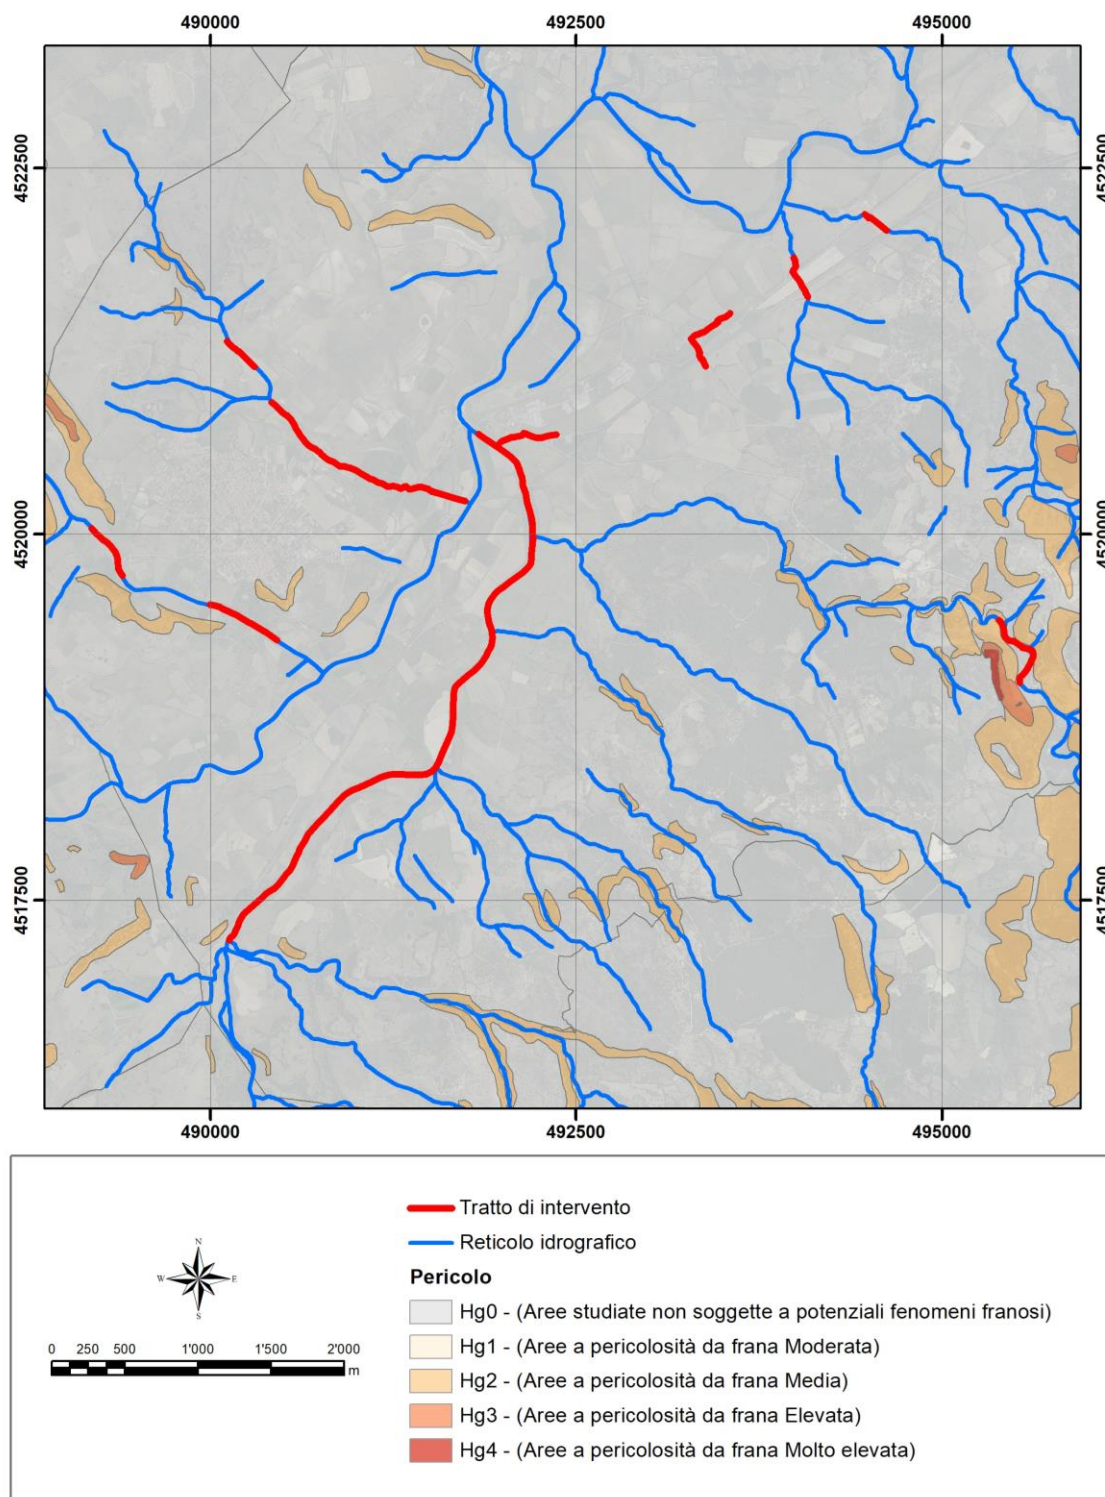 490000 492500 495000
4522500 4522500
4520000 4520000
4517500 4517500
490000 492500 495000
Tratto di intervento
Reticolo idrografico
Pericolo
Hg0 - (Aree studiate non soggette a potenziali fenomeni franosi)
Hg1 - (Aree a pericolosità da frana Moderata)
Hg2 - (Aree a pericolosità da frana Media)
Hg3 - (Aree a pericolosità da frana Elevata)
Hg4 - (Aree a pericolosità da frana Molto elevata)
N
W E
S
0 250 500 1'000 1'500 2'000
m